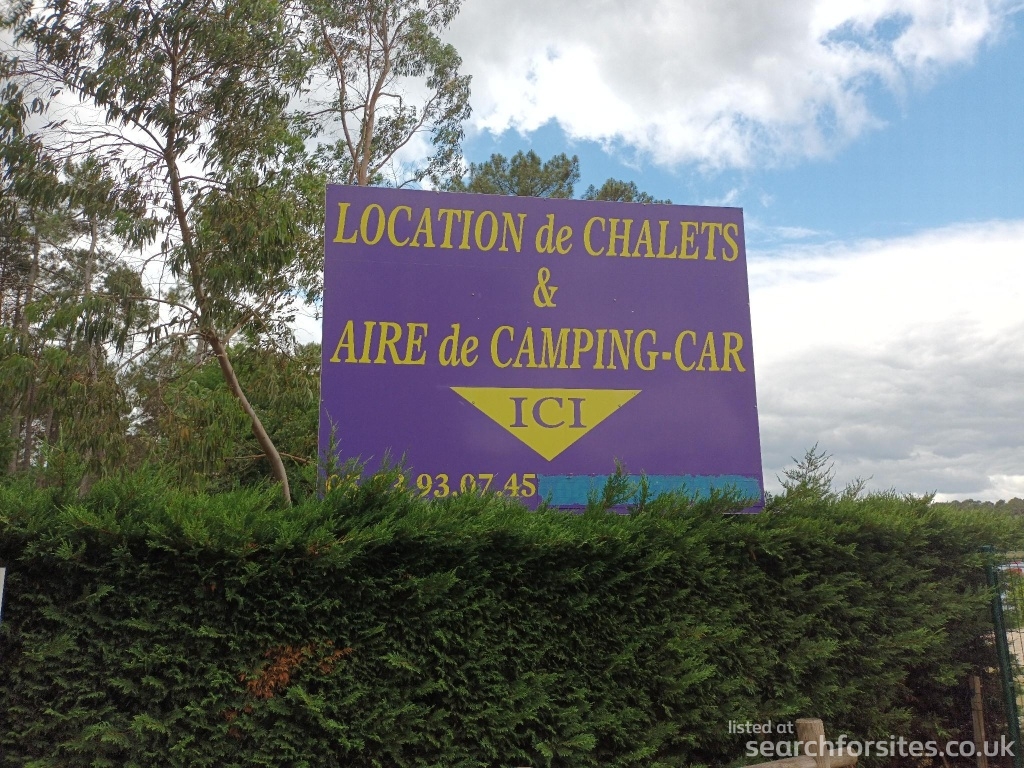 LOCATION de CHALETS
&
AIRE de CAMPING-CAR
ICI
93.07.45
listed at
searchforsites.co.uk